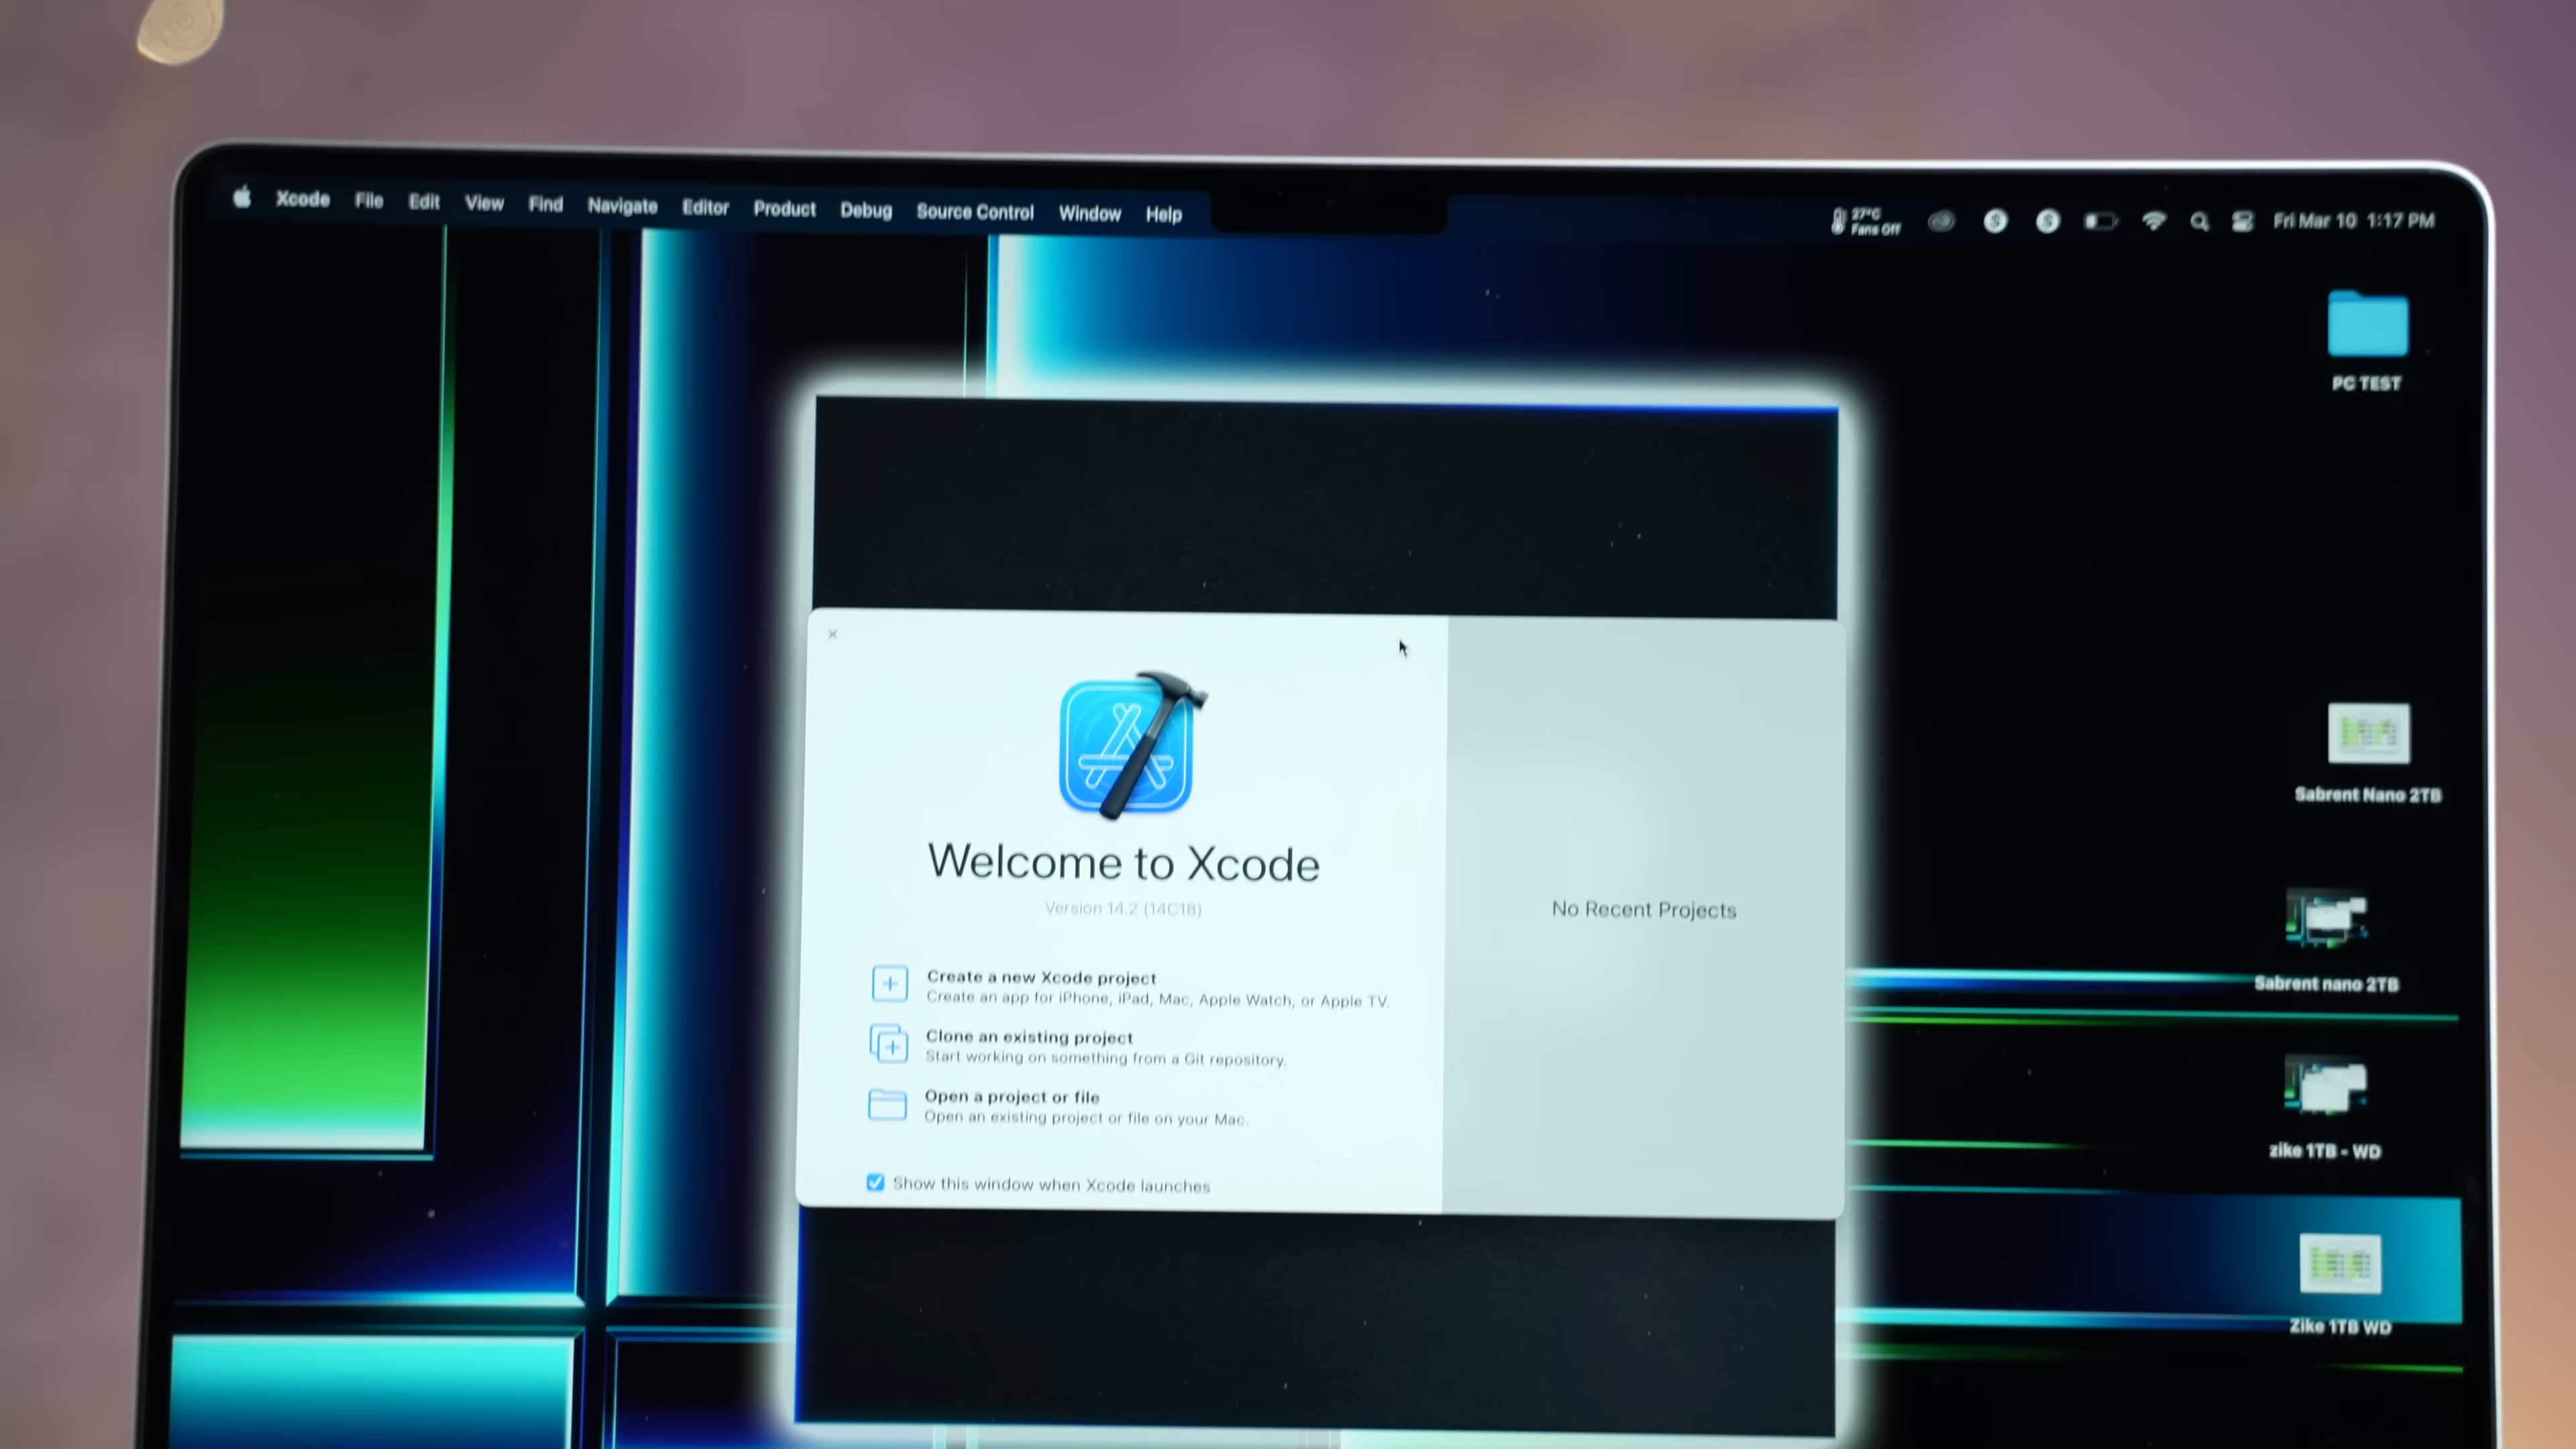 Xcode File Edit View Find Navigate Editor Product Debug Source Control Window Help
27°C
Fans Off
Fri Mar 10 1:17 PM
PC TEST
Sabrent Nano 2TB
Sabrent nano 2TB
zike 1TB - WD
Zike 1TB WD
Welcome to Xcode
Version 14.2 (14C18)
Create a new Xcode project
Create an app for iPhone, iPad, Mac, Apple Watch, or Apple TV.
Clone an existing project
Start working on something from a Git repository.
Open a project or file
Open an existing project or file on your Mac.
Show this window when Xcode launches
No Recent Projects